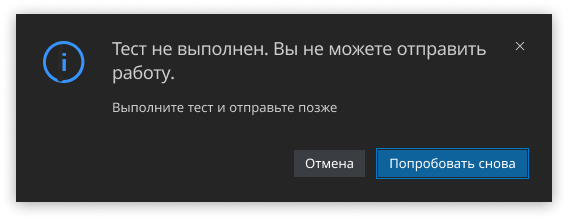 Тест не выполнен. Вы не можете отправить
работу.
Выполните тест и отправьте позже
Отмена
Попробовать снова